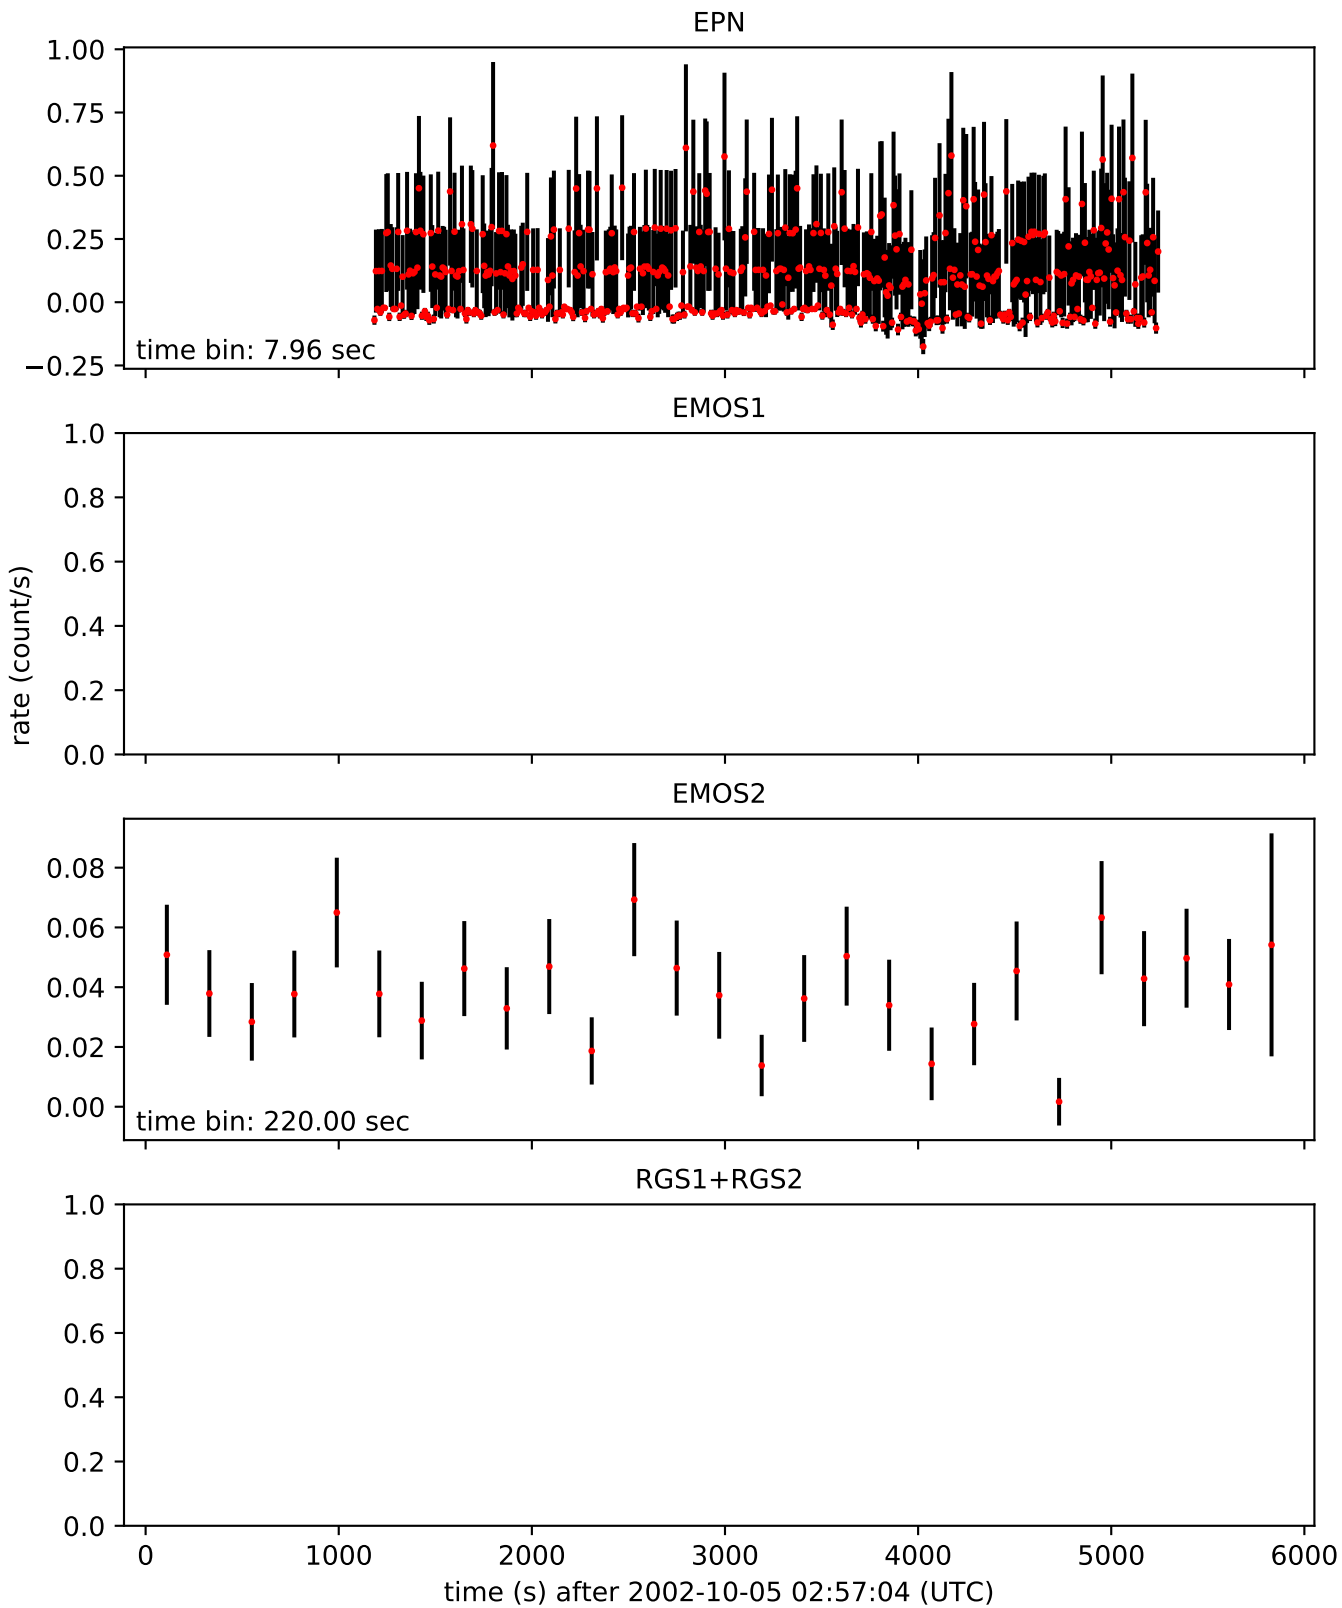 EPN
1.00
0.75
0.50
0.25
0.00
−0.25
time bin: 7.96 sec
EMOS1
1.0
0.8
0.6
0.4
0.2
0.0
rate (count/s)
EMOS2
0.08
0.06
0.04
0.02
0.00
time bin: 220.00 sec
RGS1+RGS2
1.0
0.8
0.6
0.4
0.2
0.0
0 1000 2000 3000 4000 5000 6000
time (s) after 2002-10-05 02:57:04 (UTC)